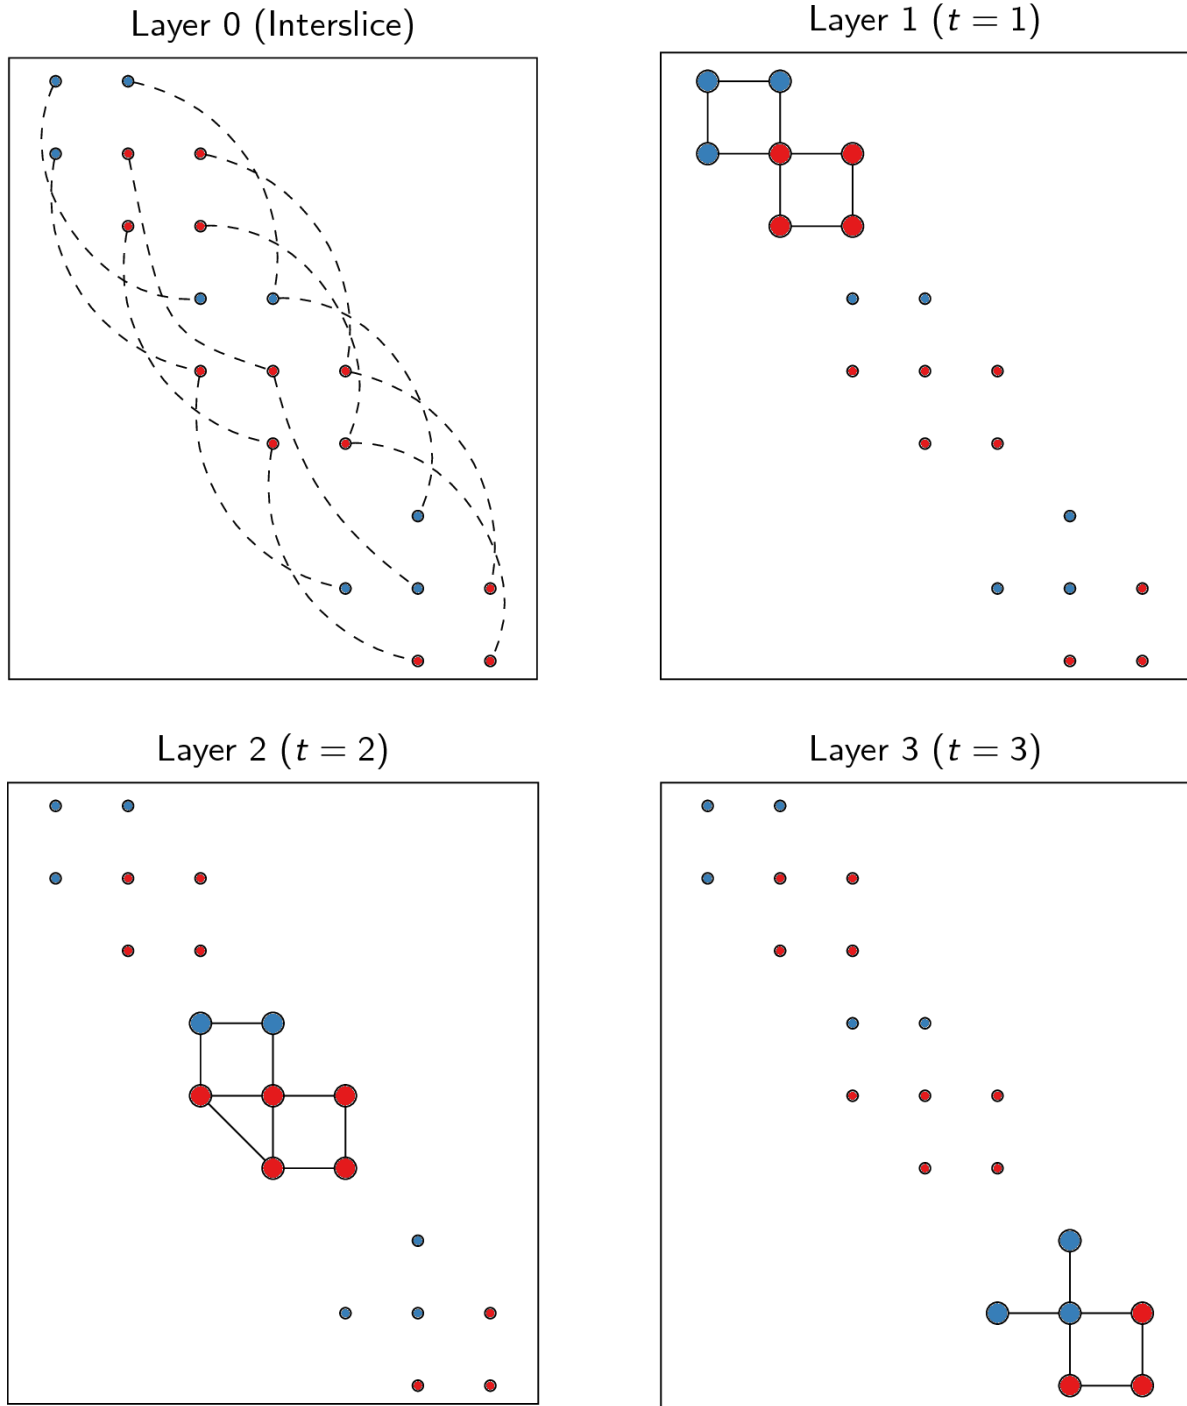 Layer 0 (Interslice)
Layer 1 (t = 1)
Layer 2 (t = 2)
Layer 3 (t = 3)